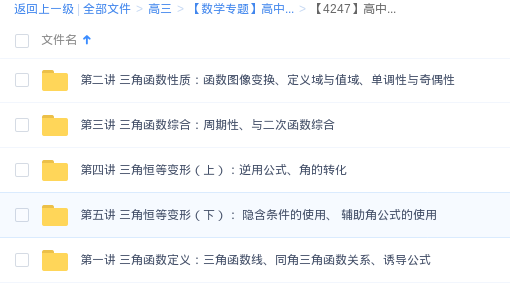 返回上一级 | 全部文件 > 高三 > 【数学专题】高中... > 【4247】高中...
文件名
第二讲 三角函数性质：函数图像变换、定义域与值域、单调性与奇偶性
第三讲 三角函数综合：周期性、与二次函数综合
第四讲 三角恒等变形（上）：逆用公式、角的转化
第五讲 三角恒等变形（下）： 隐含条件的使用、 辅助角公式的使用
第一讲 三角函数定义：三角函数线、同角三角函数关系、诱导公式